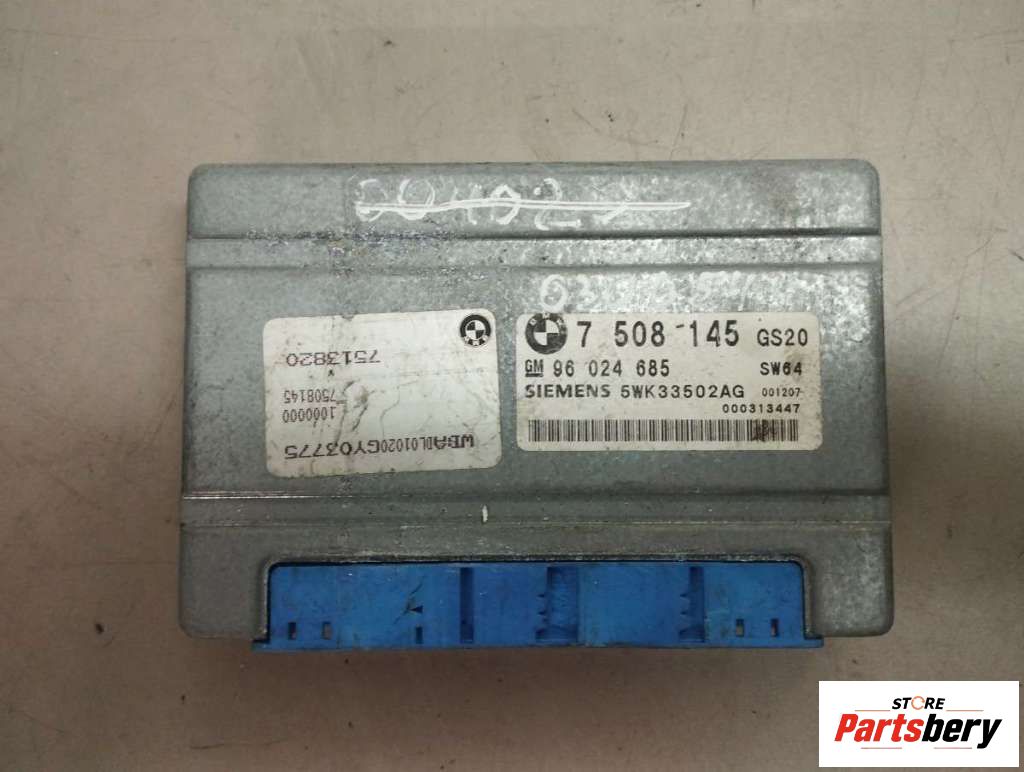 7513820
7508145
1000000
WBADL01020GY03775
BMW
7 508 145 GS20
GM 96 024 685 SW64
SIEMENS 5WK33502AG 001207
000313447
STORE
Partsbery